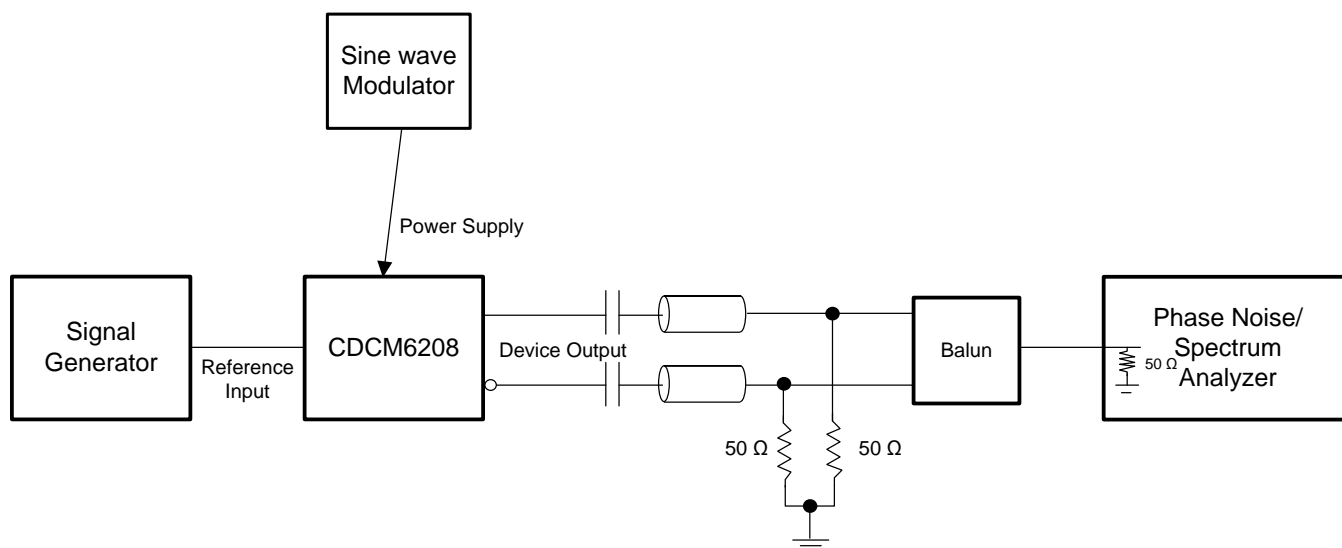 Sine wave
Modulator
Power Supply
Signal
Generator
Reference
Input
CDCM6208
Device Output
Balun
Phase Noise/
Spectrum
Analyzer
50 Ω
50 Ω
50 Ω